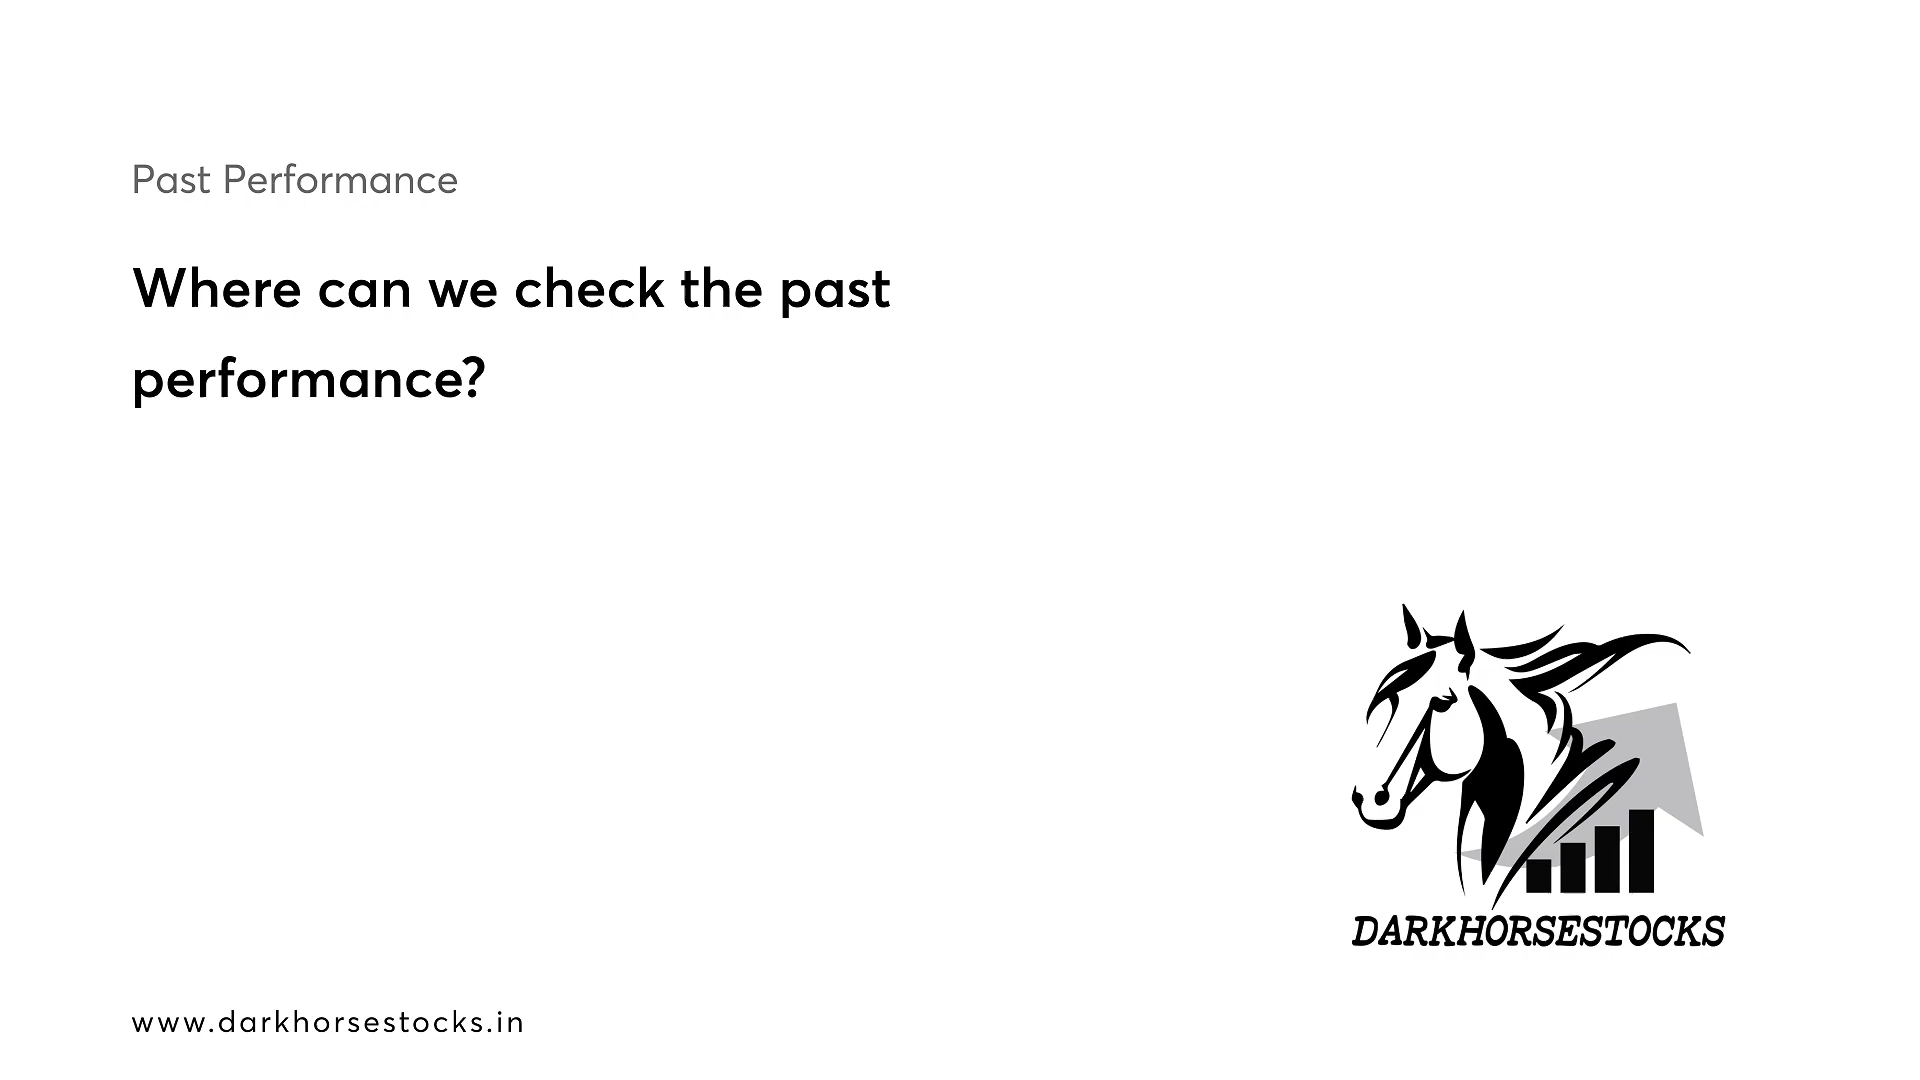 Past Performance
Where can we check the past
performance?
DARKHORSESTOCKS
www.darkhorsestocks.in